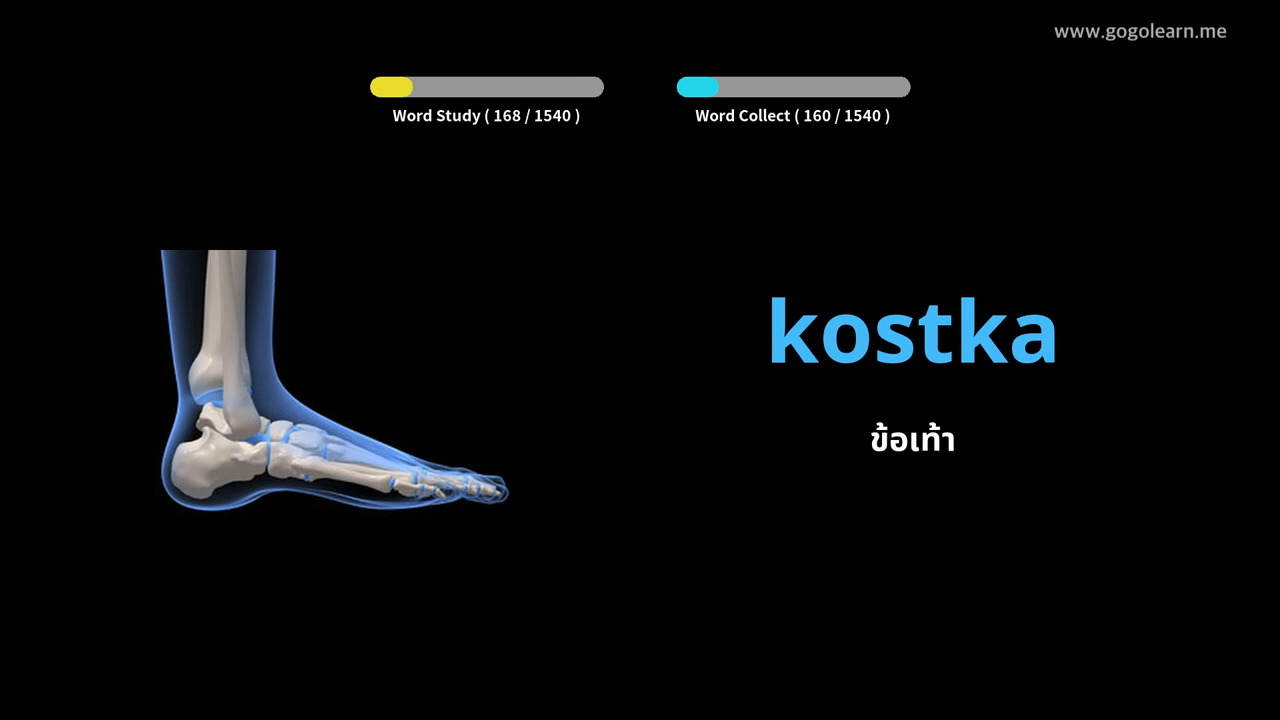 www.gogolearn.me
Word Study ( 168 / 1540 )
Word Collect ( 160 / 1540 )
kostka
ข้อเท้า